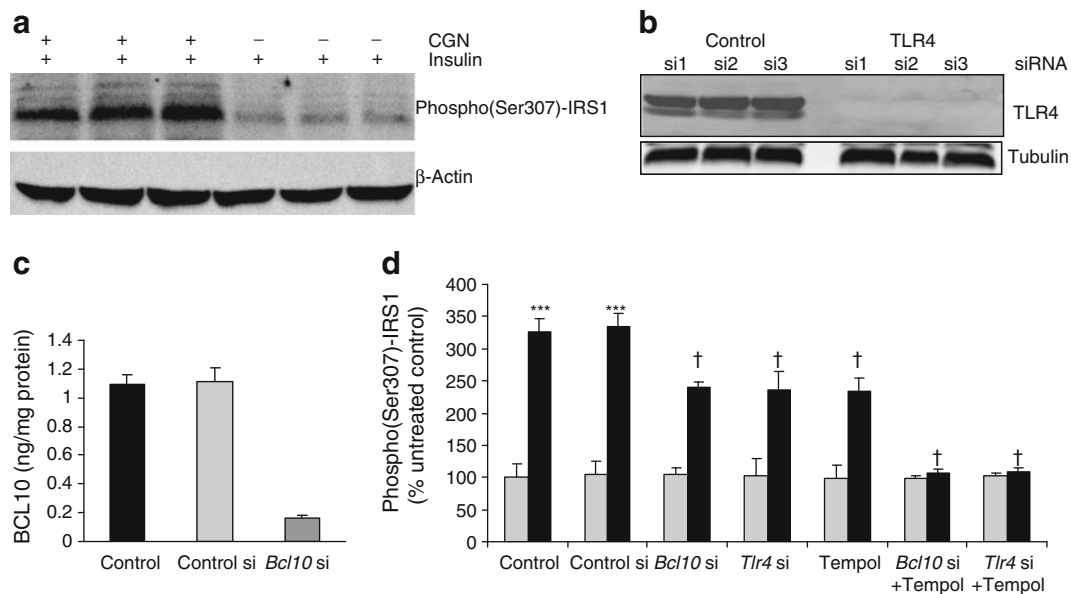 a
+ + + – – – CGN
+ + + + + + Insulin
Phospho(Ser307)-IRS1
β-Actin
b
Control TLR4
si1 si2 si3 si1 si2 si3 siRNA
TLR4
Tubulin
c
BCL10 (ng/mg protein)
1.4
1.2
1
0.8
0.6
0.4
0.2
0
Control Control si Bcl10 si
d
Phospho(Ser307)-IRS1
(% untreated control)
400
350
300
250
200
150
100
50
0
*** *** † † † † †
Control Control si Bcl10 si Tlr4 si Tempol Bcl10 si Tlr4 si
+Tempol +Tempol